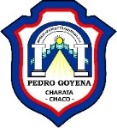 PEDRO GOYENA
CHARATA
- CHACO -